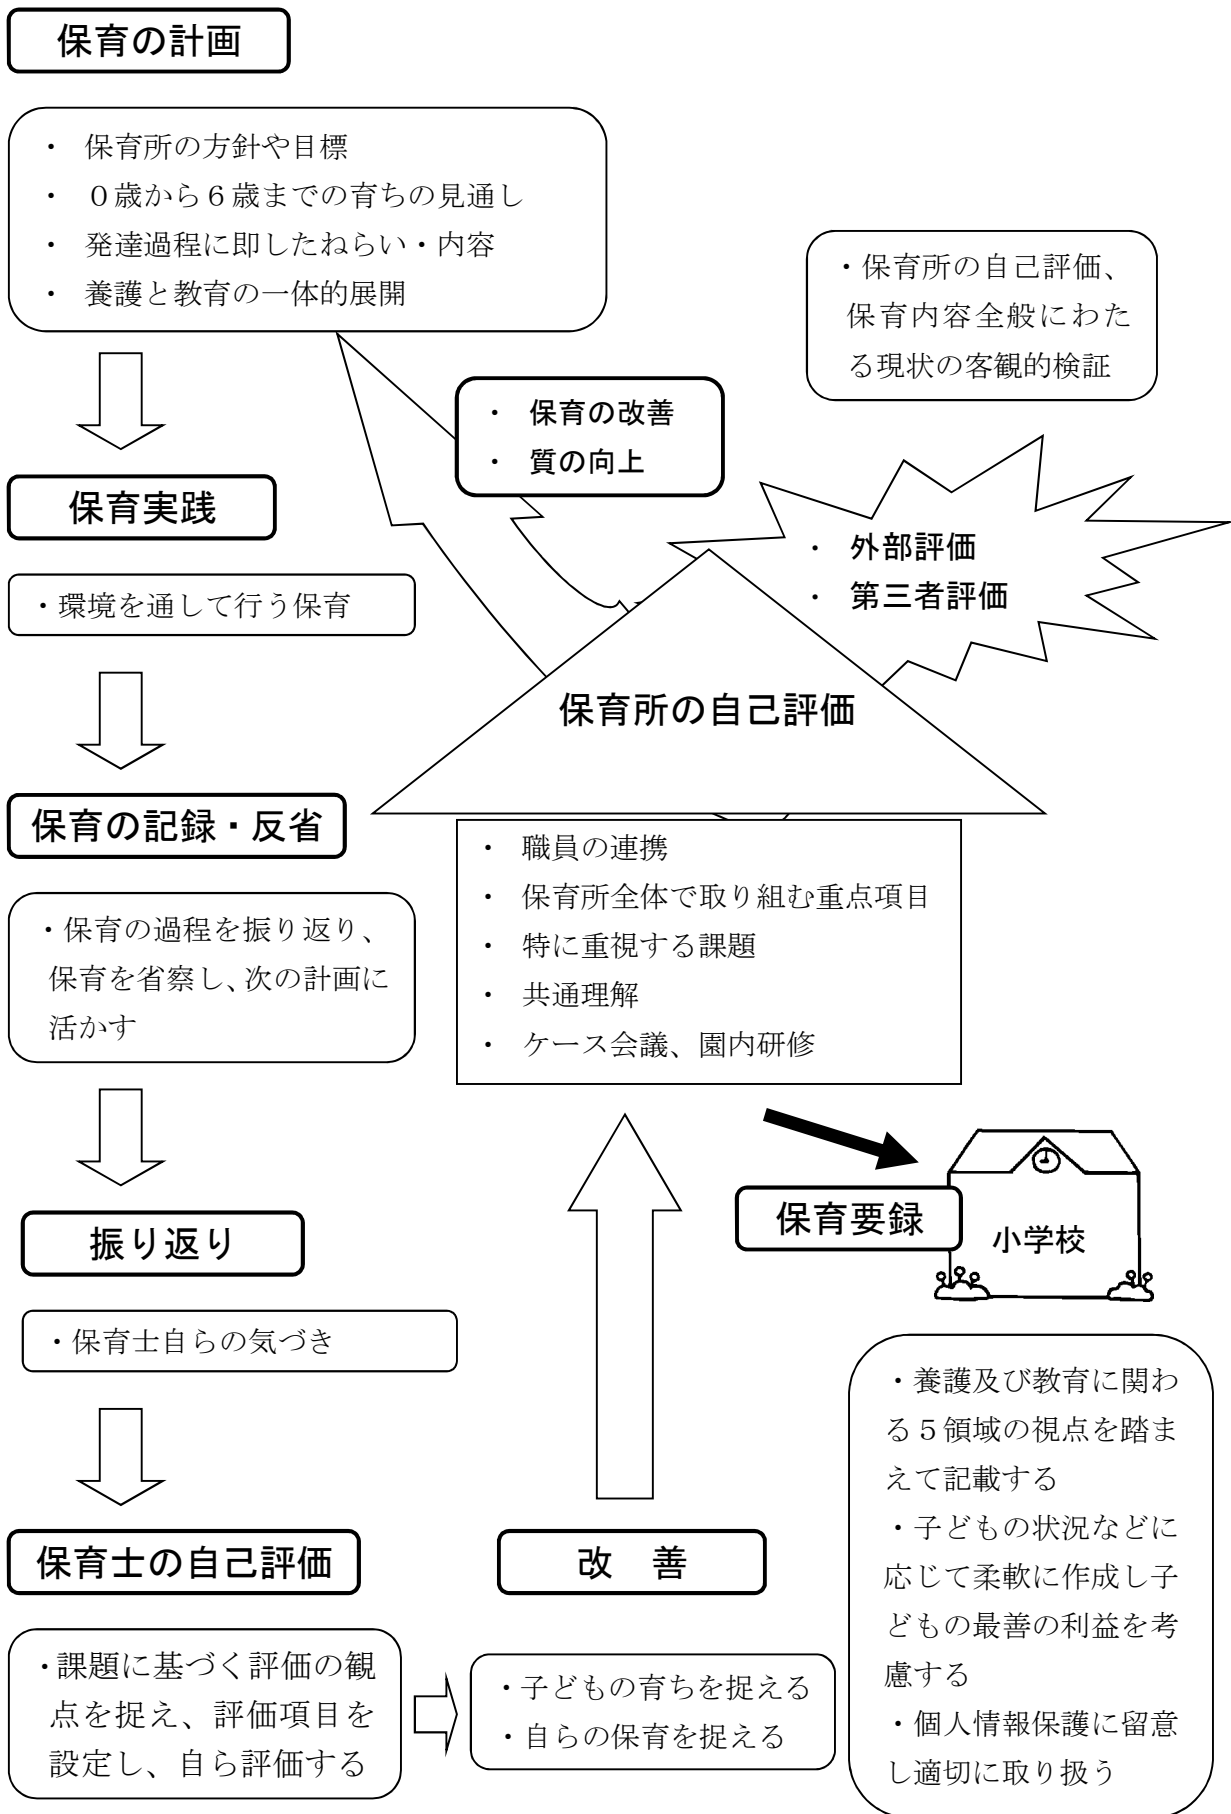 保育の計画
・ 保育所の方針や目標
・ ０歳から６歳までの育ちの見通し
・ 発達過程に即したねらい・内容
・ 養護と教育の一体的展開
・保育所の自己評価、
保育内容全般にわた
る現状の客観的検証
・ 保育の改善
・ 質の向上
保育実践
・ 外部評価
・ 第三者評価
・環境を通して行う保育
保育所の自己評価
保育の記録・反省
・ 職員の連携
・ 保育所全体で取り組む重点項目
・ 特に重視する課題
・ 共通理解
・ ケース会議、園内研修
・保育の過程を振り返り、
保育を省察し、次の計画に
活かす
振り返り
保育要録
小学校
・保育士自らの気づき
・養護及び教育に関わ
る５領域の視点を踏ま
えて記載する
・子どもの状況などに
応じて柔軟に作成し子
どもの最善の利益を考
慮する
・個人情報保護に留意
し適切に取り扱う
保育士の自己評価
改 善
・課題に基づく評価の観
点を捉え、評価項目を
設定し、自ら評価する
・子どもの育ちを捉える
・自らの保育を捉える